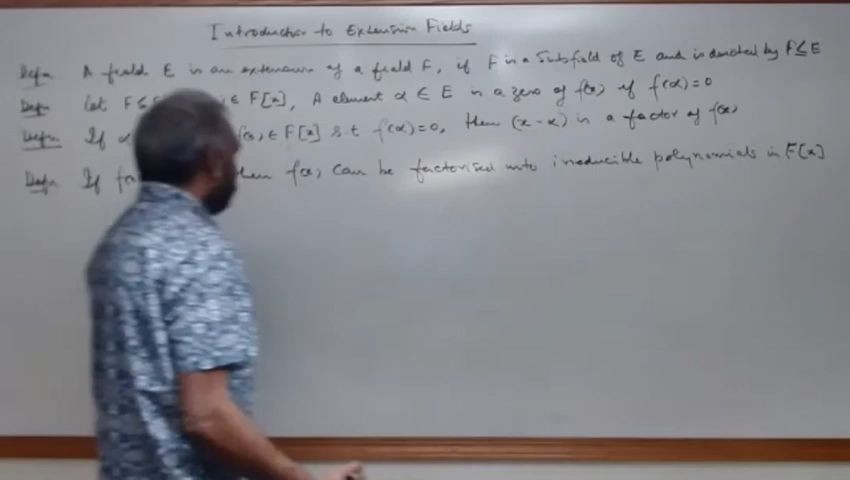 Introduction to Extension Fields
Defn A field E is an extension of a field F, if F is a Subfield of E and is denoted by F ≤ E
Defn Let F ≤ ∈ F[x], A element α ∈ E is a zero of f(x) if f(α)=0
Defn If α ∈ F[x] s.t f(α)=0, then (x-α) is a factor of f(x)
Defn If then f(x) can be factorised into irreducible polynomials in F[x]